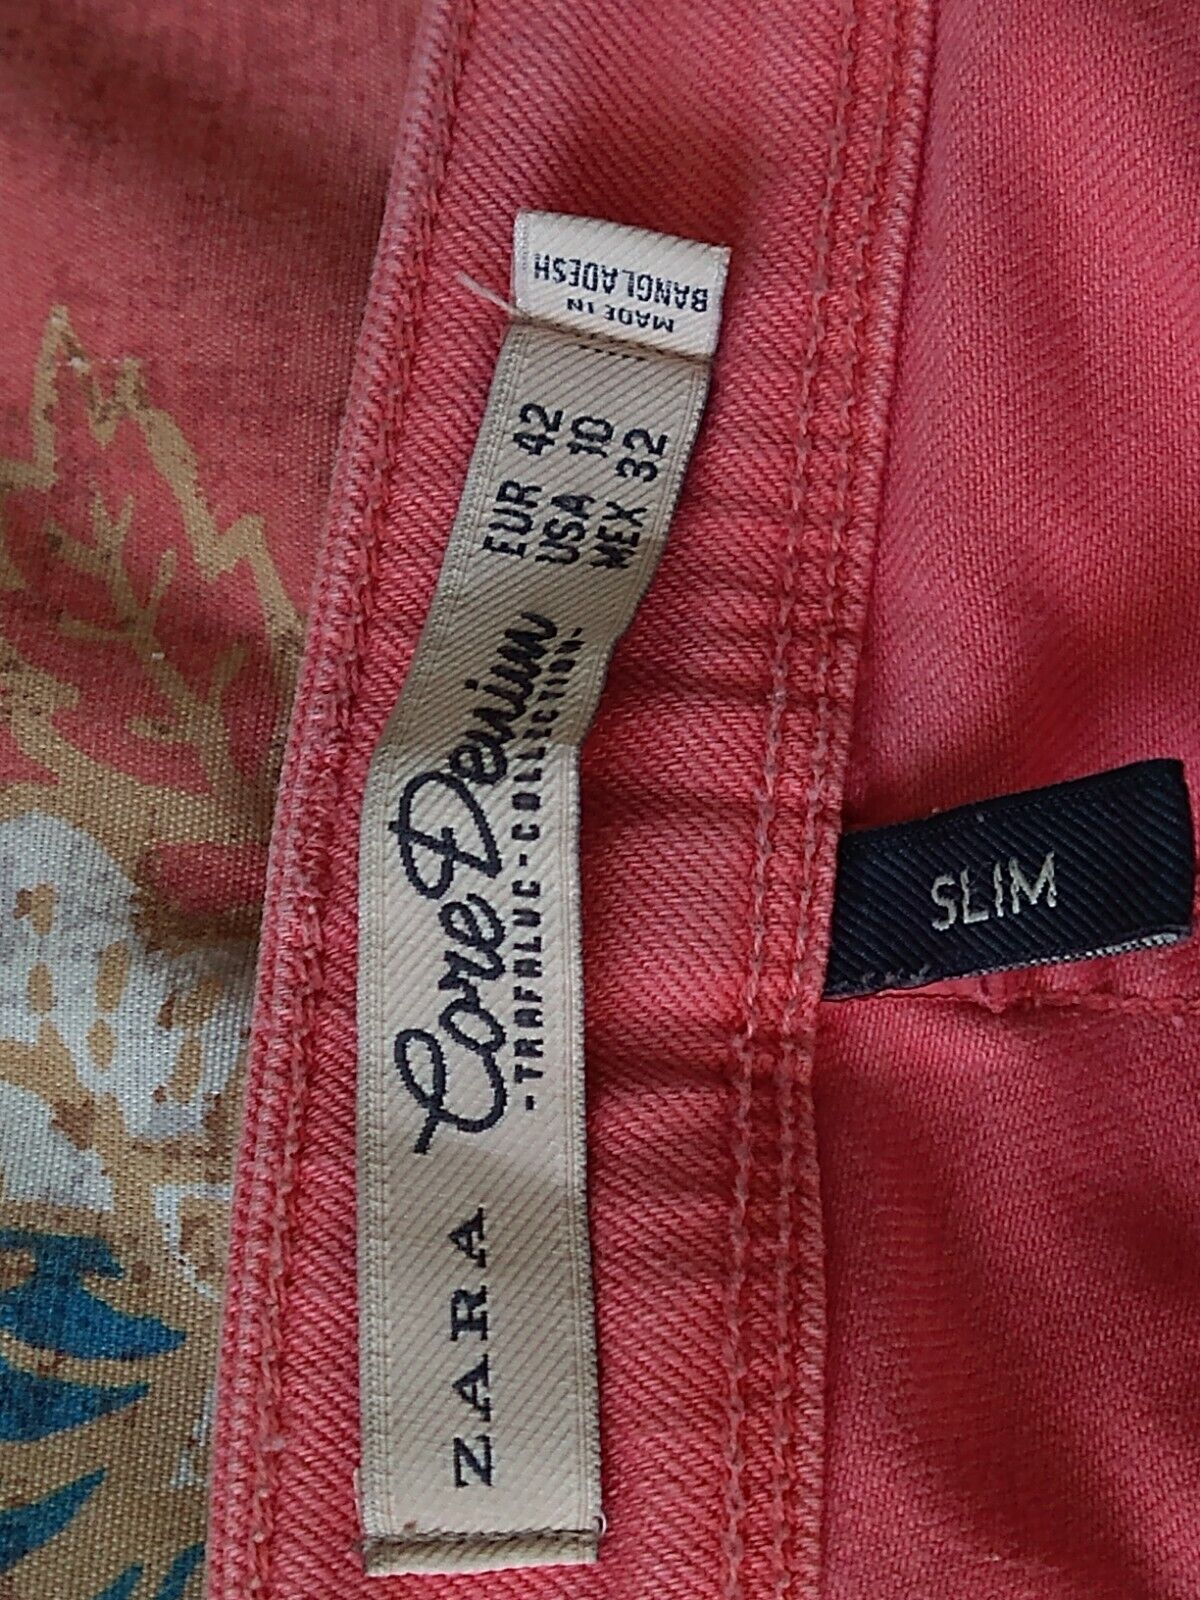 ZARA
Core Denim
-TRAFALUC-COLLECTION-
EUR 42
USA 10
MEX 32
MADE IN
BANGLADESH
SLIM